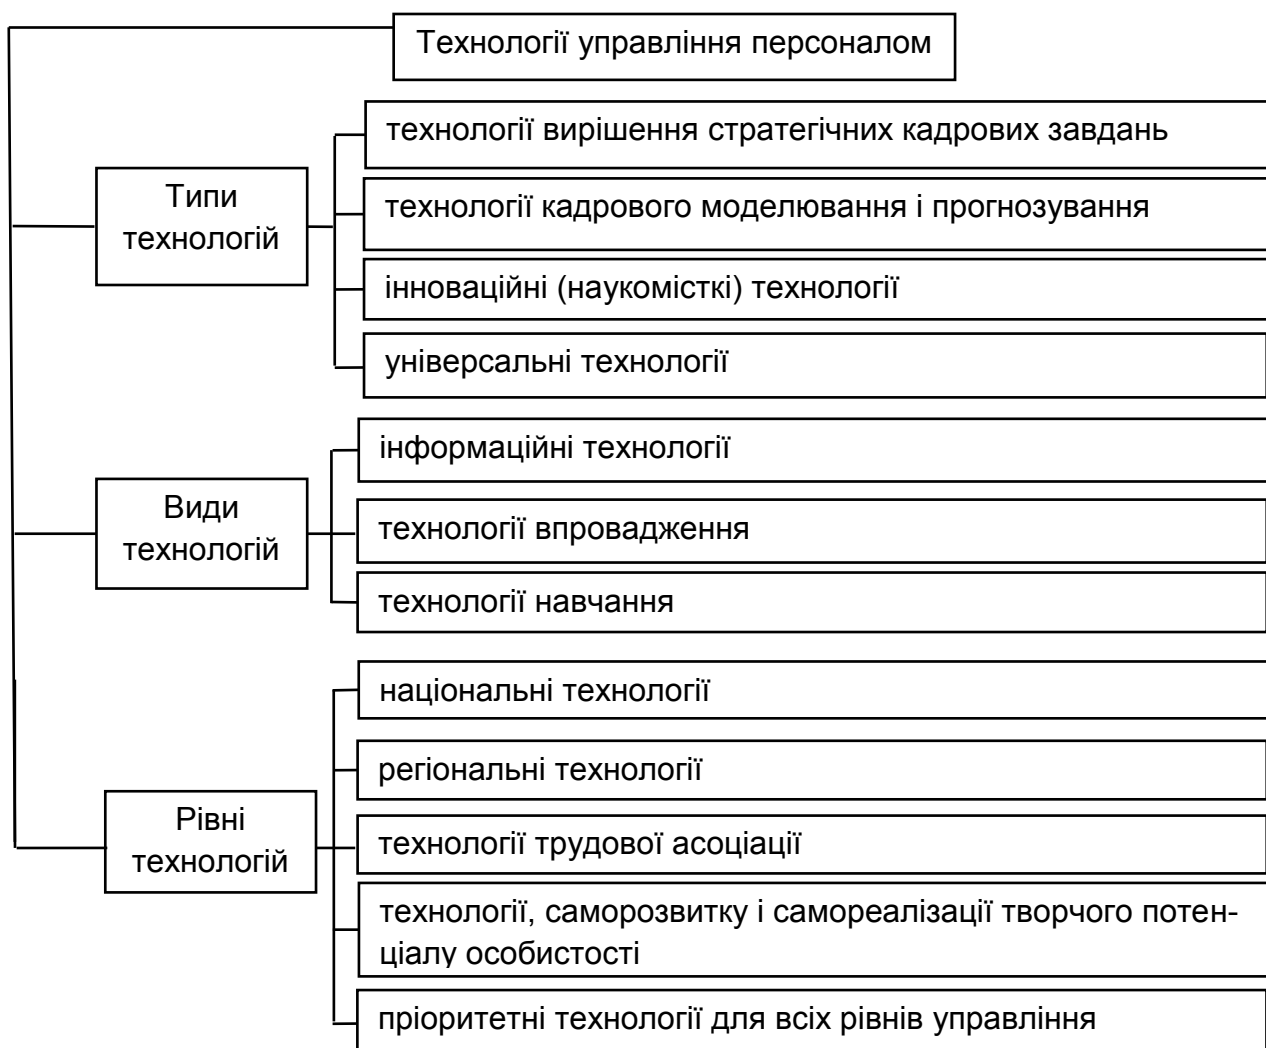 Технології управління персоналом
технології вирішення стратегічних кадрових завдань
Типи
технологій
технології кадрового моделювання і прогнозування
інноваційні (наукомісткі) технології
універсальні технології
інформаційні технології
Види
технологій
технології впровадження
технології навчання
національні технології
регіональні технології
Рівні
технологій
технології трудової асоціації
технології, саморозвитку і самореалізації творчого потен-
ціалу особистості
пріоритетні технології для всіх рівнів управління